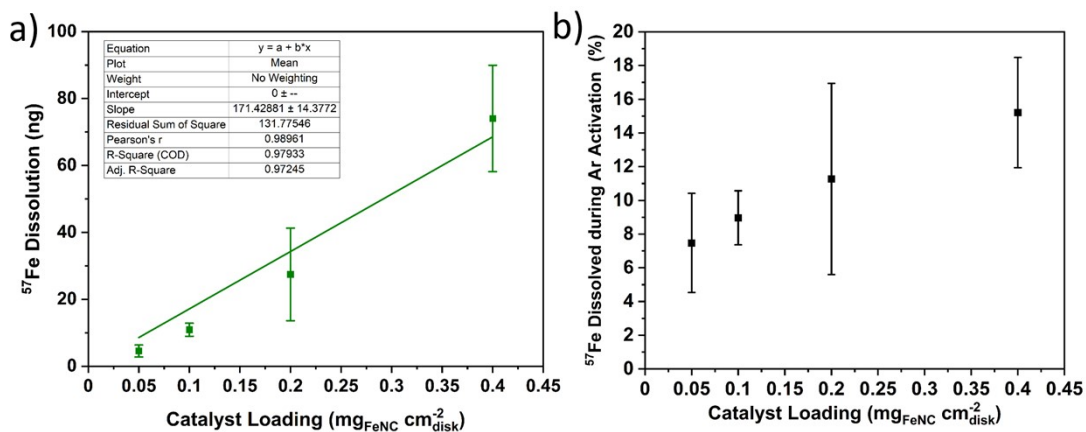 a)
100
80
60
40
20
0
⁵⁷Fe Dissolution (ng)
Equation y = a + b*x
Plot Mean
Weight No Weighting
Intercept 0 ± --
Slope 171.42881 ± 14.3772
Residual Sum of Square 131.77546
Pearson's r 0.98961
R-Square (COD) 0.97933
Adj. R-Square 0.97245
0 0.05 0.1 0.15 0.2 0.25 0.3 0.35 0.4 0.45
Catalyst Loading (mg_FeNC cm⁻²_disk)
b)
20
18
16
14
12
10
8
6
4
2
0
⁵⁷Fe Dissolved during Ar Activation (%)
0 0.05 0.1 0.15 0.2 0.25 0.3 0.35 0.4 0.45
Catalyst Loading (mg_FeNC cm⁻²_disk)